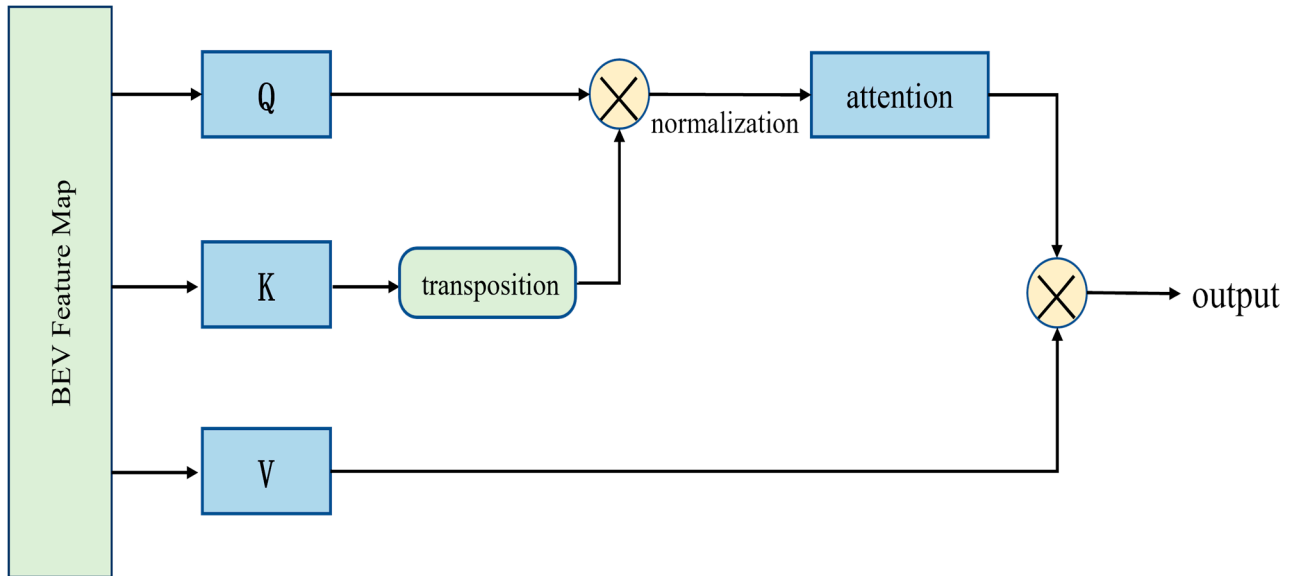 BEV Feature Map
Q
normalization
attention
K
transposition
output
V